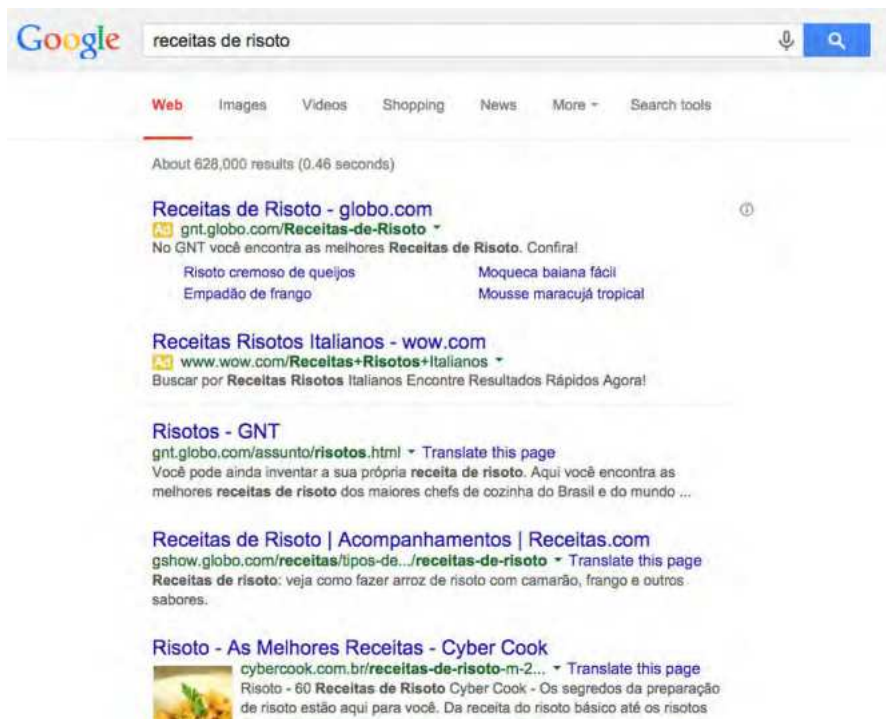 Google receitas de risoto
Web Images Videos Shopping News More Search tools
About 628,000 results (0.46 seconds)
Receitas de Risoto - globo.com
Ad gnt.globo.com/Receitas-de-Risoto
No GNT você encontra as melhores Receitas de Risoto. Confira!
Risoto cremoso de queijos Moqueca baiana fácil
Empadão de frango Mousse maracujá tropical
Receitas Risotos Italianos - wow.com
Ad www.wow.com/Receitas+Risotos+Italianos
Buscar por Receitas Risotos Italianos Encontre Resultados Rápidos Agora!
Risotos - GNT
gnt.globo.com/assunto/risotos.html Translate this page
Você pode ainda inventar a sua própria receita de risoto. Aqui você encontra as
melhores receitas de risoto dos maiores chefs de cozinha do Brasil e do mundo ...
Receitas de Risoto | Acompanhamentos | Receitas.com
gshow.globo.com/receitas/tipos-de.../receitas-de-risoto Translate this page
Receitas de risoto: veja como fazer arroz de risoto com camarão, frango e outros
sabores.
Risoto - As Melhores Receitas - Cyber Cook
cybercook.com.br/receitas-de-risoto-m-2... Translate this page
Risoto - 60 Receitas de Risoto Cyber Cook - Os segredos da preparação
de risoto estão aqui para você. Da receita do risoto básico até os risotos